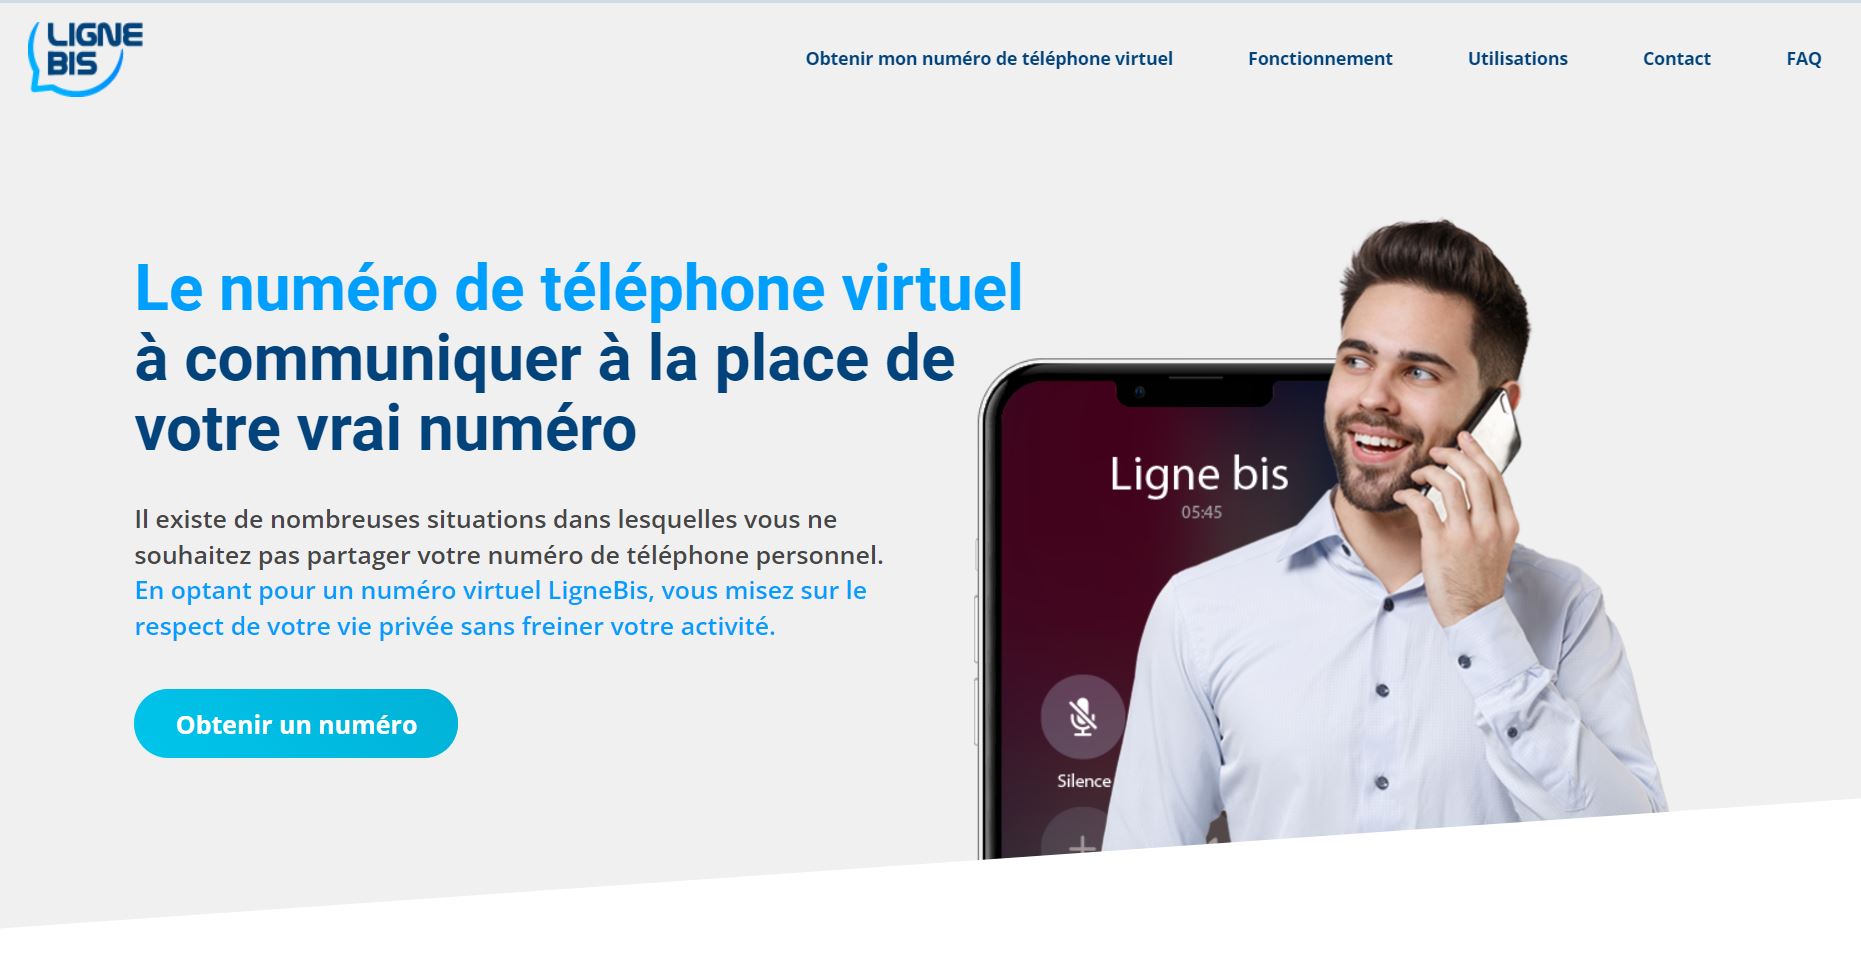 LIGNE
BIS
Obtenir mon numéro de téléphone virtuel
Fonctionnement
Utilisations
Contact
FAQ
Le numéro de téléphone virtuel
à communiquer à la place de
votre vrai numéro
Il existe de nombreuses situations dans lesquelles vous ne
souhaitez pas partager votre numéro de téléphone personnel.
En optant pour un numéro virtuel LigneBis, vous misez sur le
respect de votre vie privée sans freiner votre activité.
Obtenir un numéro
Ligne bis
05:45
Silence